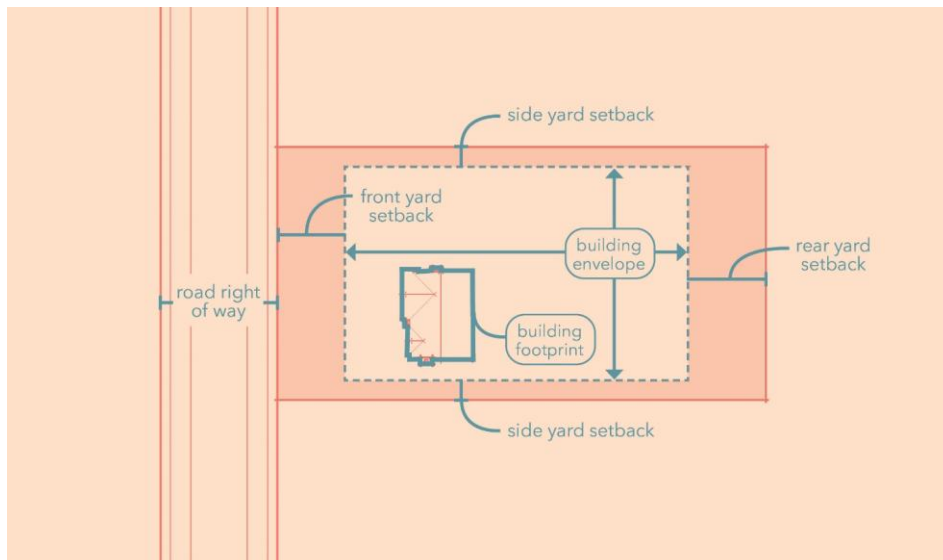 side yard setback
front yard
setback
building
envelope
rear yard
setback
road right
of way
building
footprint
side yard setback